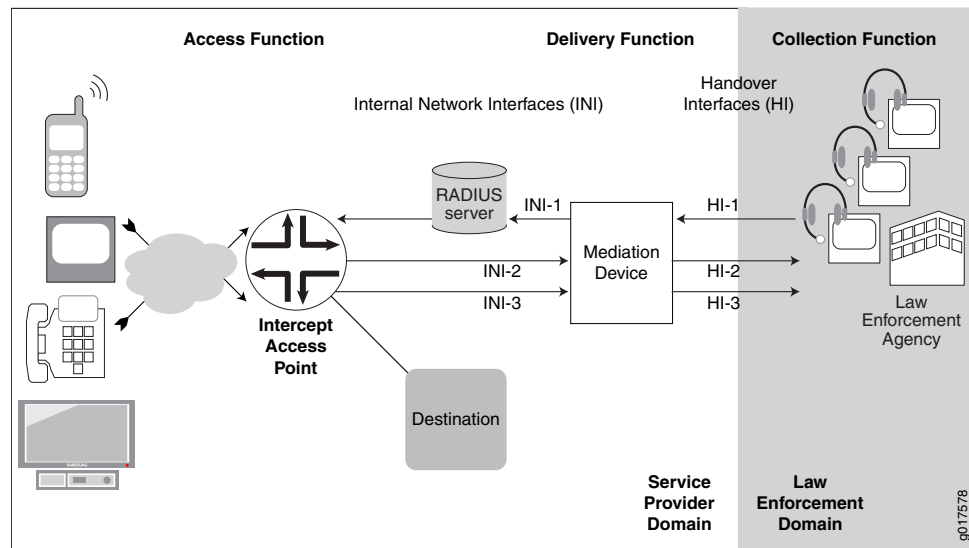 Access Function
Delivery Function
Collection Function
Internal Network Interfaces (INI)
Handover
Interfaces (HI)
RADIUS
server
INI-1
HI-1
Mediation
Device
INI-2
HI-2
INI-3
HI-3
Intercept
Access
Point
Law
Enforcement
Agency
Destination
SAMSUNG
Service
Provider
Domain
Law
Enforcement
Domain
g017578